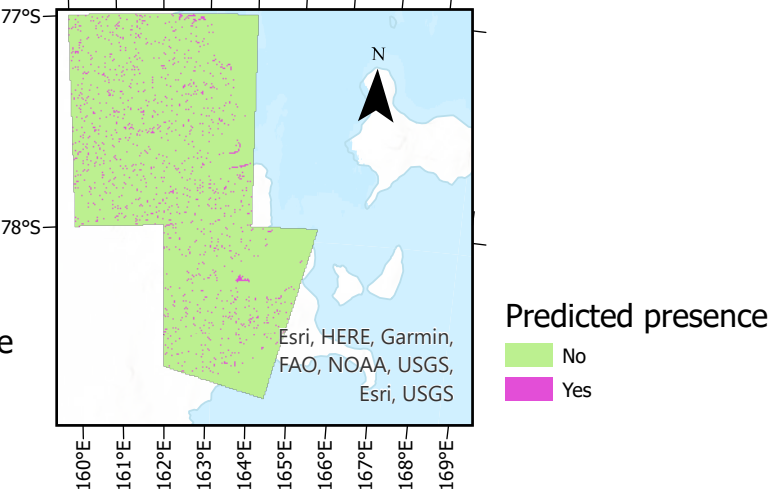 77°S
N
78°S
e
Esri, HERE, Garmin,
FAO, NOAA, USGS,
Esri, USGS
Predicted presence
No
Yes
160°E
161°E
162°E
163°E
164°E
165°E
166°E
167°E
168°E
169°E